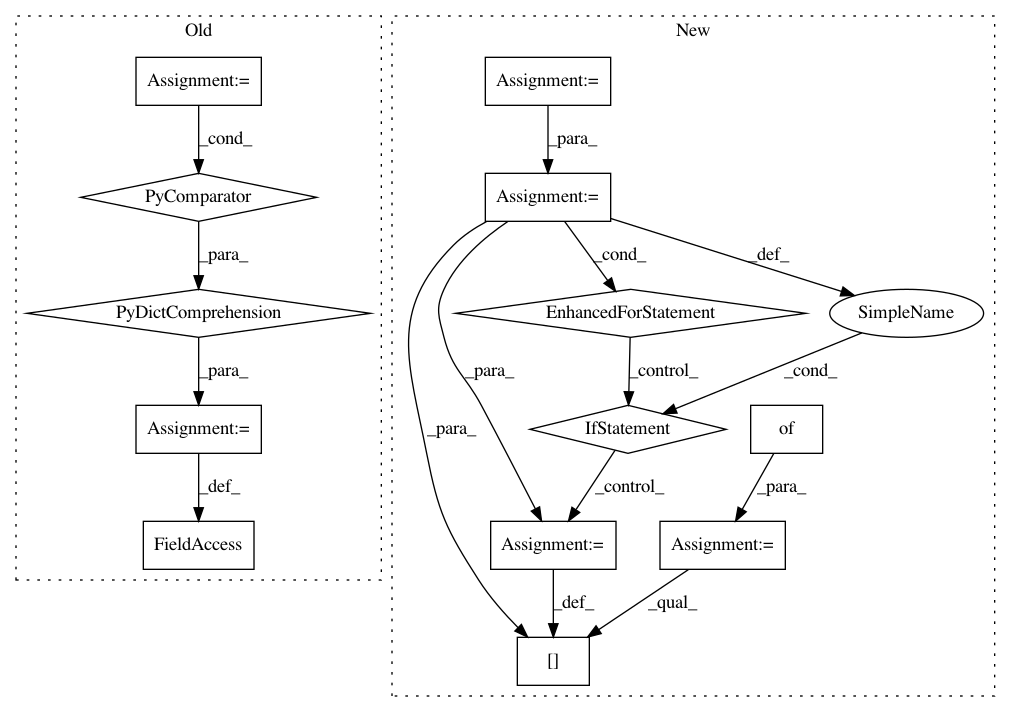 Old
New
Assignment:=
Assignment:=
_cond_
_para_
PyComparator
Assignment:=
_para_
_cond_
_def_
PyDictComprehension
EnhancedForStatement
SimpleName
_para_
_para_
_control_
_cond_
Assignment:=
_para_
IfStatement
of
_def_
_control_
_para_
FieldAccess
Assignment:=
Assignment:=
_def_
_qual_
[]